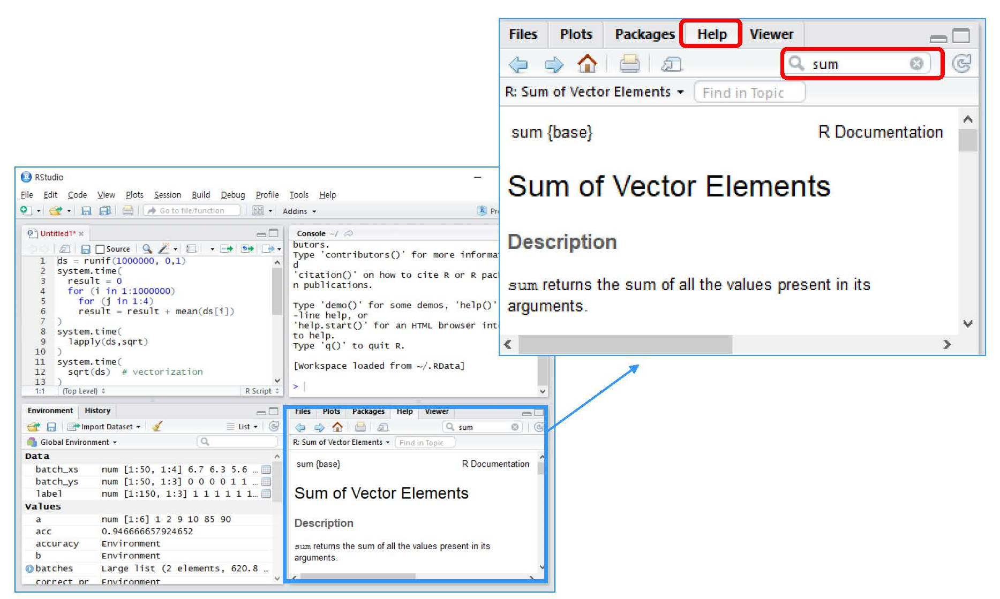 Files Plots Packages Help Viewer
sum
R: Sum of Vector Elements Find in Topic
sum {base} R Documentation
Sum of Vector Elements
Description
sum returns the sum of all the values present in its
arguments.
RStudio
File Edit Code View Plots Session Build Debug Profile Tools Help
Go to file/function Addins
Untitled1*
Source
1 ds = runif(1000000, 0,1)
2 system.time(
3 result = 0
4 for (i in 1:1000000)
5 for (j in 1:4)
6 result = result + mean(ds[i])
7 )
8 system.time(
9 lapply(ds,sqrt)
10 )
11 system.time(
12 sqrt(ds) # vectorization
13 )
1:1 (Top Level) R Script
Console ~/
butors.
Type 'contributors()' for more informa
d
'citation()' on how to cite R or R pac
n publications.
Type 'demo()' for some demos, 'help()'
-line help, or
'help.start()' for an HTML browser int
to help.
Type 'q()' to quit R.
[Workspace loaded from ~/.RData]
>
Environment History
Import Dataset List
Global Environment
Data
batch_xs num [1:50, 1:4] 6.7 6.3 5.6 ...
batch_ys num [1:50, 1:3] 0 0 0 0 1 1 ...
label num [1:150, 1:3] 1 1 1 1 1 1...
Values
a num [1:6] 1 2 9 10 85 90
acc 0.946666657924652
accuracy Environment
b Environment
batches Large list (2 elements, 620.8 ...
correct_pr Environment
Files Plots Packages Help Viewer
sum
R: Sum of Vector Elements Find in Topic
sum {base} R Documentation
Sum of Vector Elements
Description
sum returns the sum of all the values present in its
arguments.